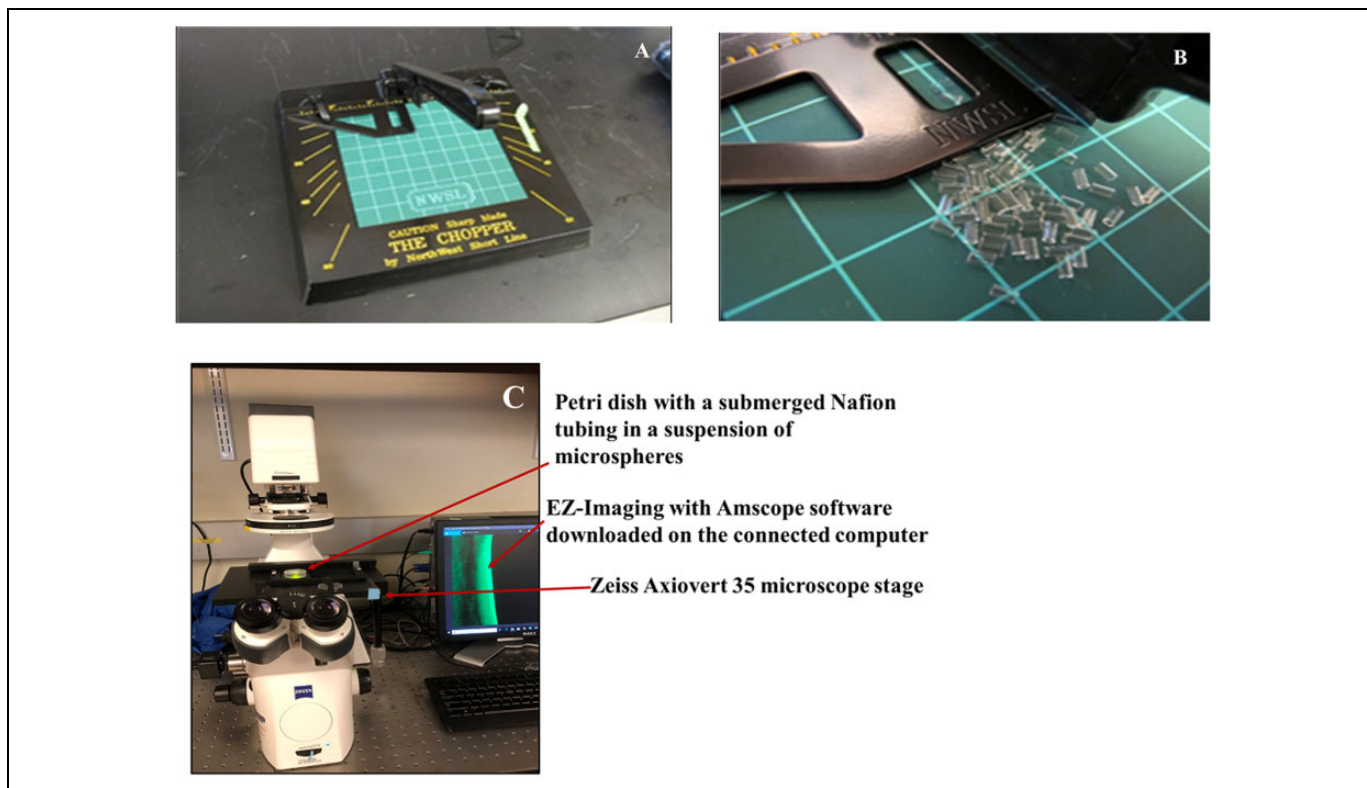 A
NWSL
CAUTION Sharp blade
THE CHOPPER
by NorthWest Short Line
B
NWSL
C
Petri dish with a submerged Nafion
tubing in a suspension of
microspheres
EZ-Imaging with Amscope software
downloaded on the connected computer
Zeiss Axiovert 35 microscope stage
ZEISS